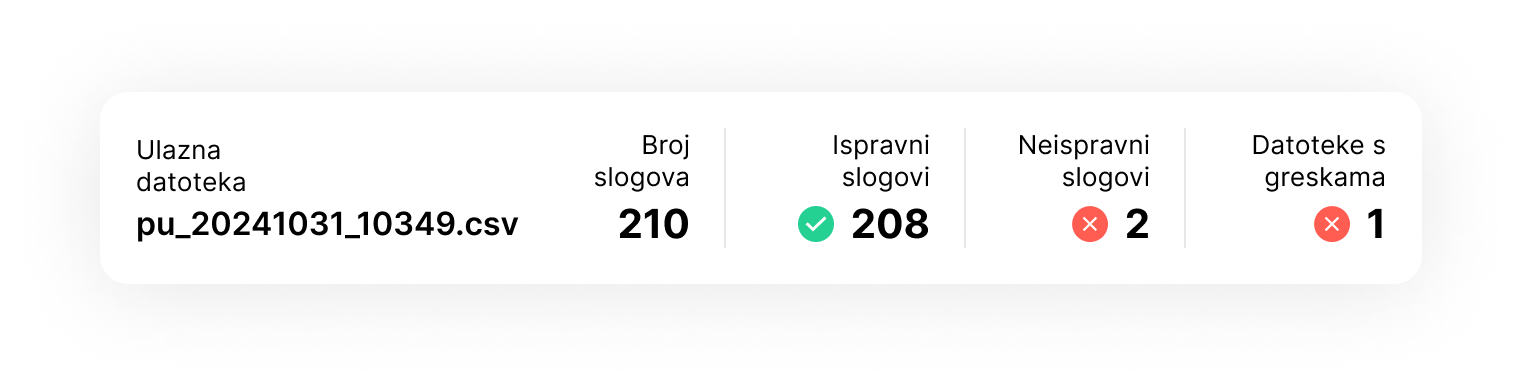 Ulazna
datoteka
pu_20241031_10349.csv
Broj
slogova
210
Ispravni
slogovi
208
Neispravni
slogovi
2
Datoteke s
greskama
1